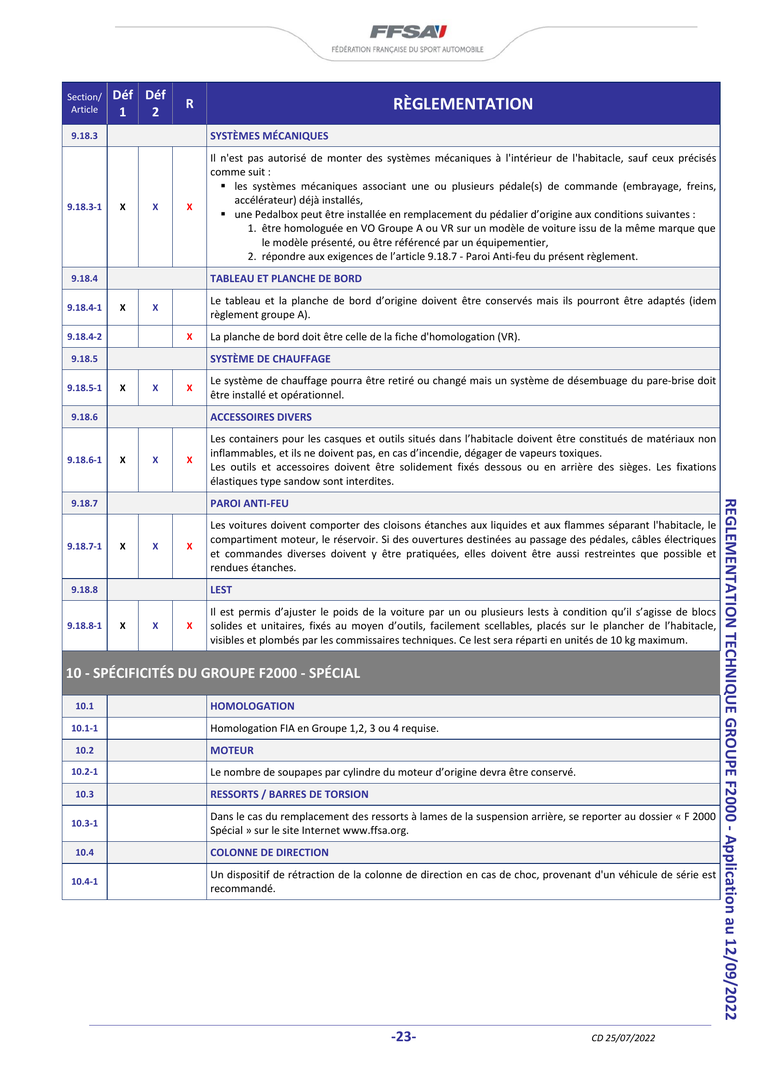 FFSA
FÉDÉRATION FRANÇAISE DU SPORT AUTOMOBILE
Section/ Article Déf 1 Déf 2 R RÈGLEMENTATION
9.18.3 SYSTÈMES MÉCANIQUES
Il n'est pas autorisé de monter des systèmes mécaniques à l'intérieur de l'habitacle, sauf ceux précisés
comme suit :
▪ les systèmes mécaniques associant une ou plusieurs pédale(s) de commande (embrayage, freins,
accélérateur) déjà installés,
9.18.3-1 X X X
▪ une Pedalbox peut être installée en remplacement du pédalier d'origine aux conditions suivantes :
1. être homologuée en VO Groupe A ou VR sur un modèle de voiture issu de la même marque que
le modèle présenté, ou être référencé par un équipementier,
2. répondre aux exigences de l'article 9.18.7 - Paroi Anti-feu du présent règlement.
9.18.4 TABLEAU ET PLANCHE DE BORD
9.18.4-1 X X Le tableau et la planche de bord d'origine doivent être conservés mais ils pourront être adaptés (idem
règlement groupe A).
9.18.4-2 X La planche de bord doit être celle de la fiche d'homologation (VR).
9.18.5 SYSTÈME DE CHAUFFAGE
9.18.5-1 X X X Le système de chauffage pourra être retiré ou changé mais un système de désembuage du pare-brise doit
être installé et opérationnel.
9.18.6 ACCESSOIRES DIVERS
9.18.6-1 X X X Les containers pour les casques et outils situés dans l'habitacle doivent être constitués de matériaux non
inflammables, et ils ne doivent pas, en cas d'incendie, dégager de vapeurs toxiques.
Les outils et accessoires doivent être solidement fixés dessous ou en arrière des sièges. Les fixations
élastiques type sandow sont interdites.
9.18.7 PAROI ANTI-FEU
9.18.7-1 X X X Les voitures doivent comporter des cloisons étanches aux liquides et aux flammes séparant l'habitacle, le
compartiment moteur, le réservoir. Si des ouvertures destinées au passage des pédales, câbles électriques
et commandes diverses doivent y être pratiquées, elles doivent être aussi restreintes que possible et
rendues étanches.
9.18.8 LEST
9.18.8-1 X X X Il est permis d'ajuster le poids de la voiture par un ou plusieurs lests à condition qu'il s'agisse de blocs
solides et unitaires, fixés au moyen d'outils, facilement scellables, placés sur le plancher de l'habitacle,
visibles et plombés par les commissaires techniques. Ce lest sera réparti en unités de 10 kg maximum.
10 - SPÉCIFICITÉS DU GROUPE F2000 - SPÉCIAL
10.1 HOMOLOGATION
10.1-1 Homologation FIA en Groupe 1,2, 3 ou 4 requise.
10.2 MOTEUR
10.2-1 Le nombre de soupapes par cylindre du moteur d'origine devra être conservé.
10.3 RESSORTS / BARRES DE TORSION
10.3-1 Dans le cas du remplacement des ressorts à lames de la suspension arrière, se reporter au dossier « F 2000
Spécial » sur le site Internet www.ffsa.org.
10.4 COLONNE DE DIRECTION
10.4-1 Un dispositif de rétraction de la colonne de direction en cas de choc, provenant d'un véhicule de série est
recommandé.
REGLEMENTATION TECHNIQUE GROUPE F2000 - Application au 12/09/2022
-23-
CD 25/07/2022